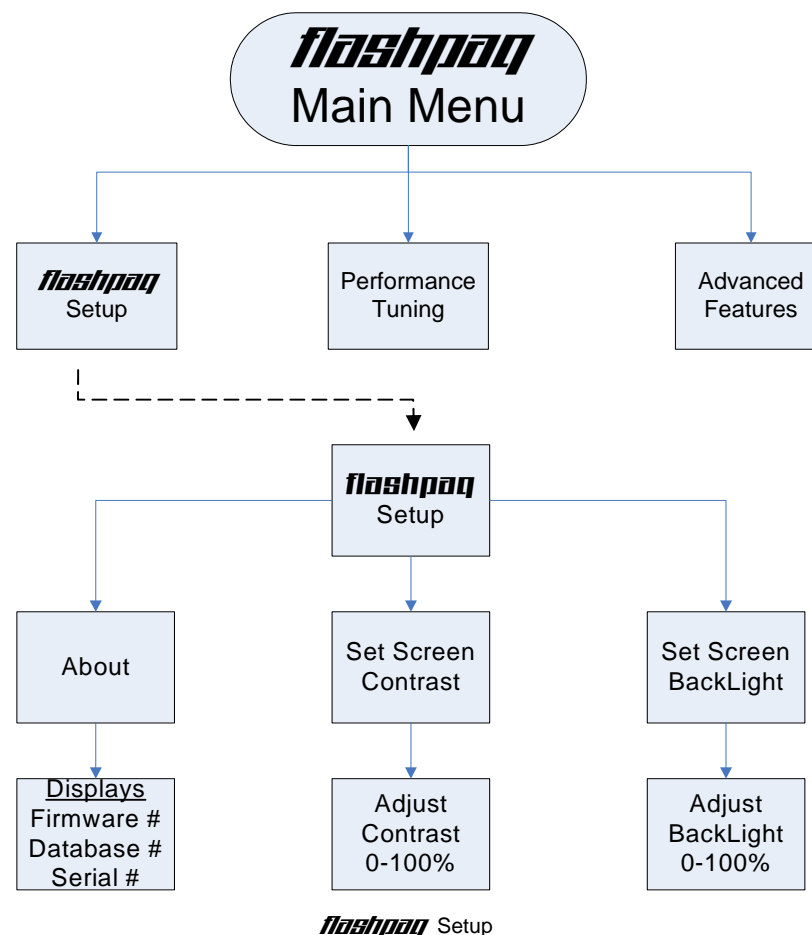 flashpaq
Main Menu
flashpaq
Setup
Performance
Tuning
Advanced
Features
flashpaq
Setup
About
Set Screen
Contrast
Set Screen
BackLight
Displays
Firmware #
Database #
Serial #
Adjust
Contrast
0-100%
Adjust
BackLight
0-100%
flashpaq Setup